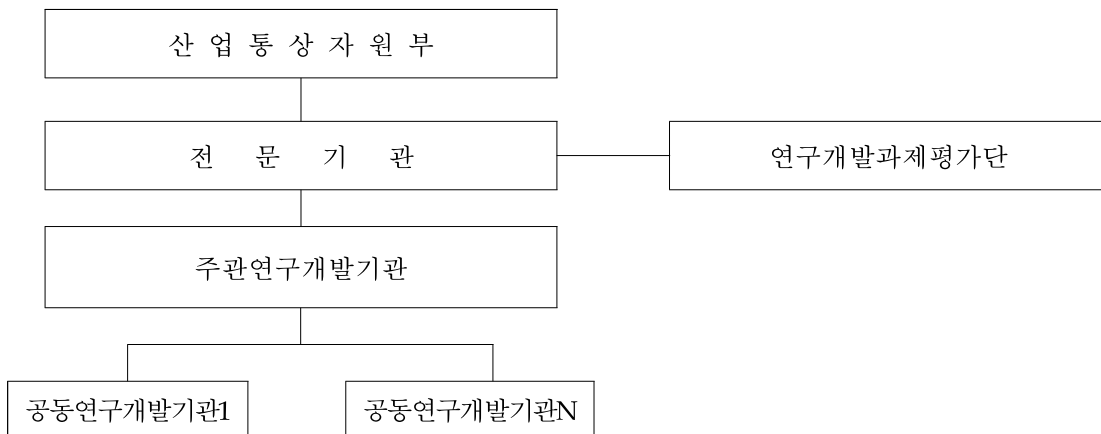 산 업 통 상 자 원 부
전 문 기 관
연구개발과제평가단
주관연구개발기관
공동연구개발기관1
공동연구개발기관N